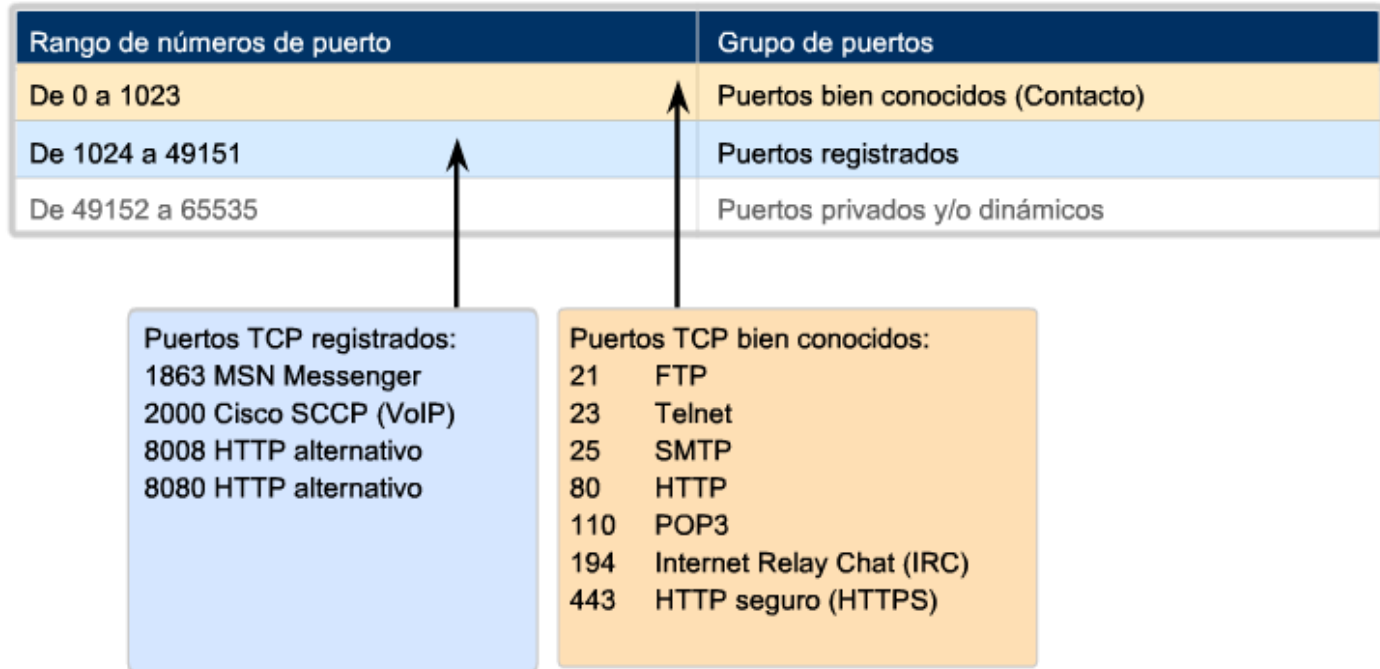 Rango de números de puerto Grupo de puertos
De 0 a 1023 Puertos bien conocidos (Contacto)
De 1024 a 49151 Puertos registrados
De 49152 a 65535 Puertos privados y/o dinámicos
Puertos TCP registrados:
1863 MSN Messenger
2000 Cisco SCCP (VoIP)
8008 HTTP alternativo
8080 HTTP alternativo
Puertos TCP bien conocidos:
21 FTP
23 Telnet
25 SMTP
80 HTTP
110 POP3
194 Internet Relay Chat (IRC)
443 HTTP seguro (HTTPS)